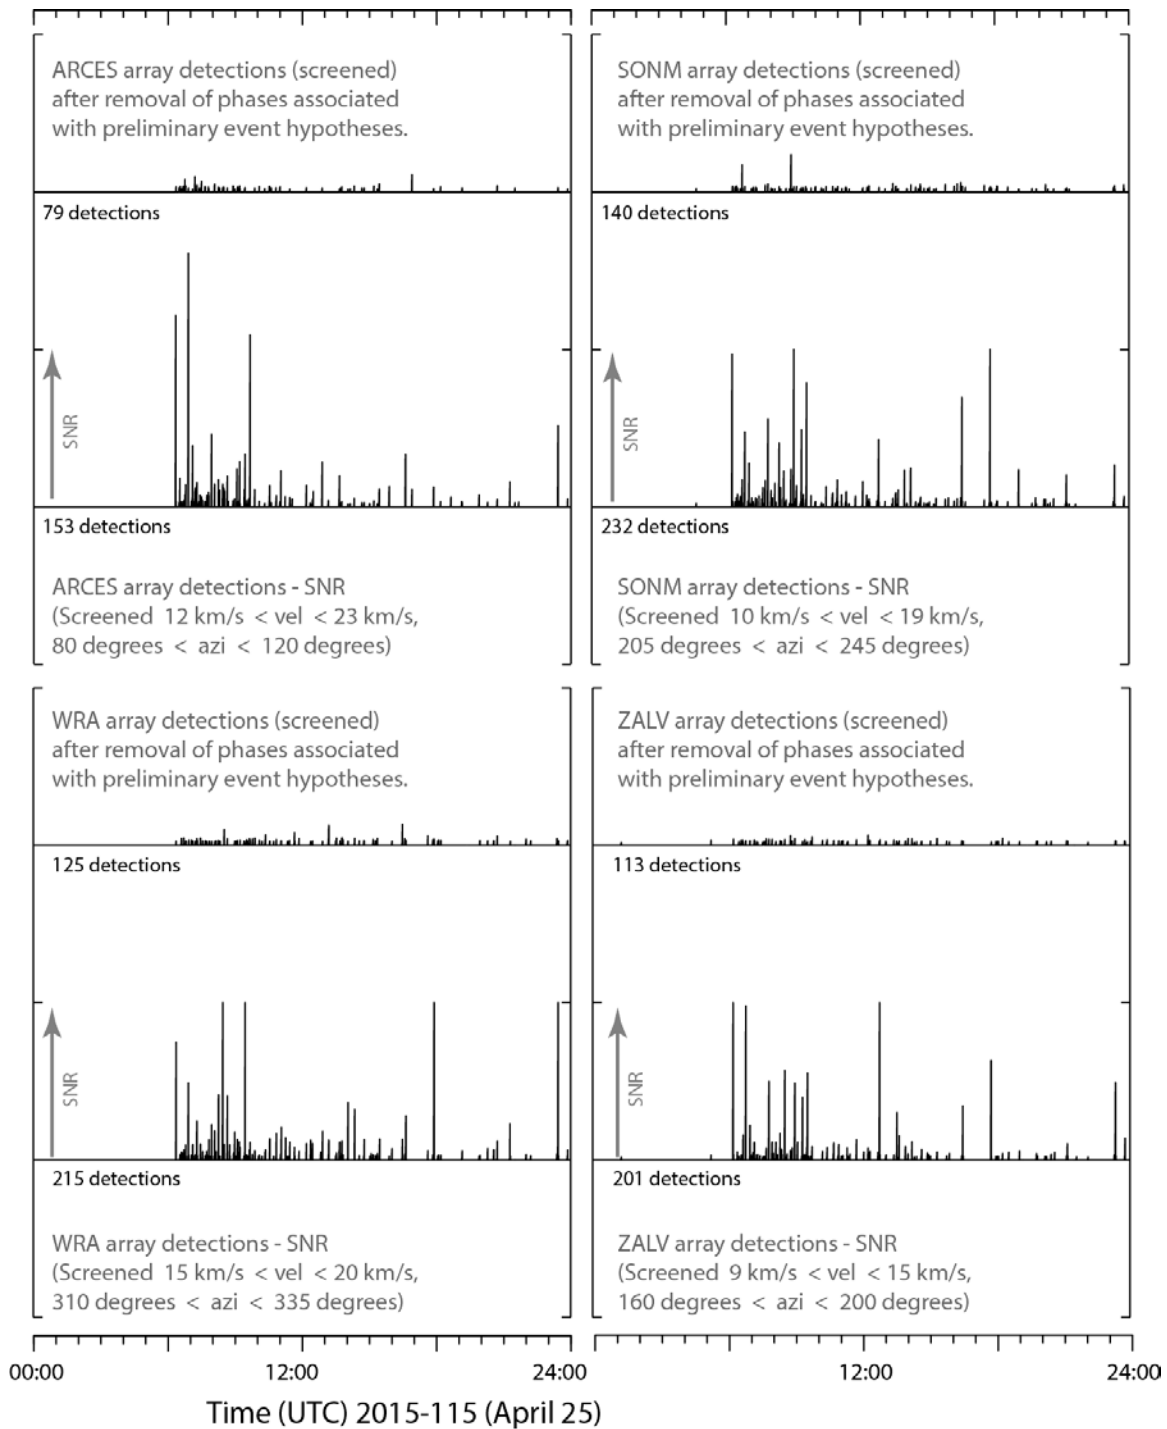 ARCES array detections (screened)
after removal of phases associated
with preliminary event hypotheses.
79 detections
SNR
153 detections
ARCES array detections - SNR
(Screened 12 km/s < vel < 23 km/s,
80 degrees < azi < 120 degrees)
SONM array detections (screened)
after removal of phases associated
with preliminary event hypotheses.
140 detections
SNR
232 detections
SONM array detections - SNR
(Screened 10 km/s < vel < 19 km/s,
205 degrees < azi < 245 degrees)
WRA array detections (screened)
after removal of phases associated
with preliminary event hypotheses.
125 detections
SNR
215 detections
WRA array detections - SNR
(Screened 15 km/s < vel < 20 km/s,
310 degrees < azi < 335 degrees)
ZALV array detections (screened)
after removal of phases associated
with preliminary event hypotheses.
113 detections
SNR
201 detections
ZALV array detections - SNR
(Screened 9 km/s < vel < 15 km/s,
160 degrees < azi < 200 degrees)
00:00 12:00 24:00 12:00 24:00
Time (UTC) 2015-115 (April 25)